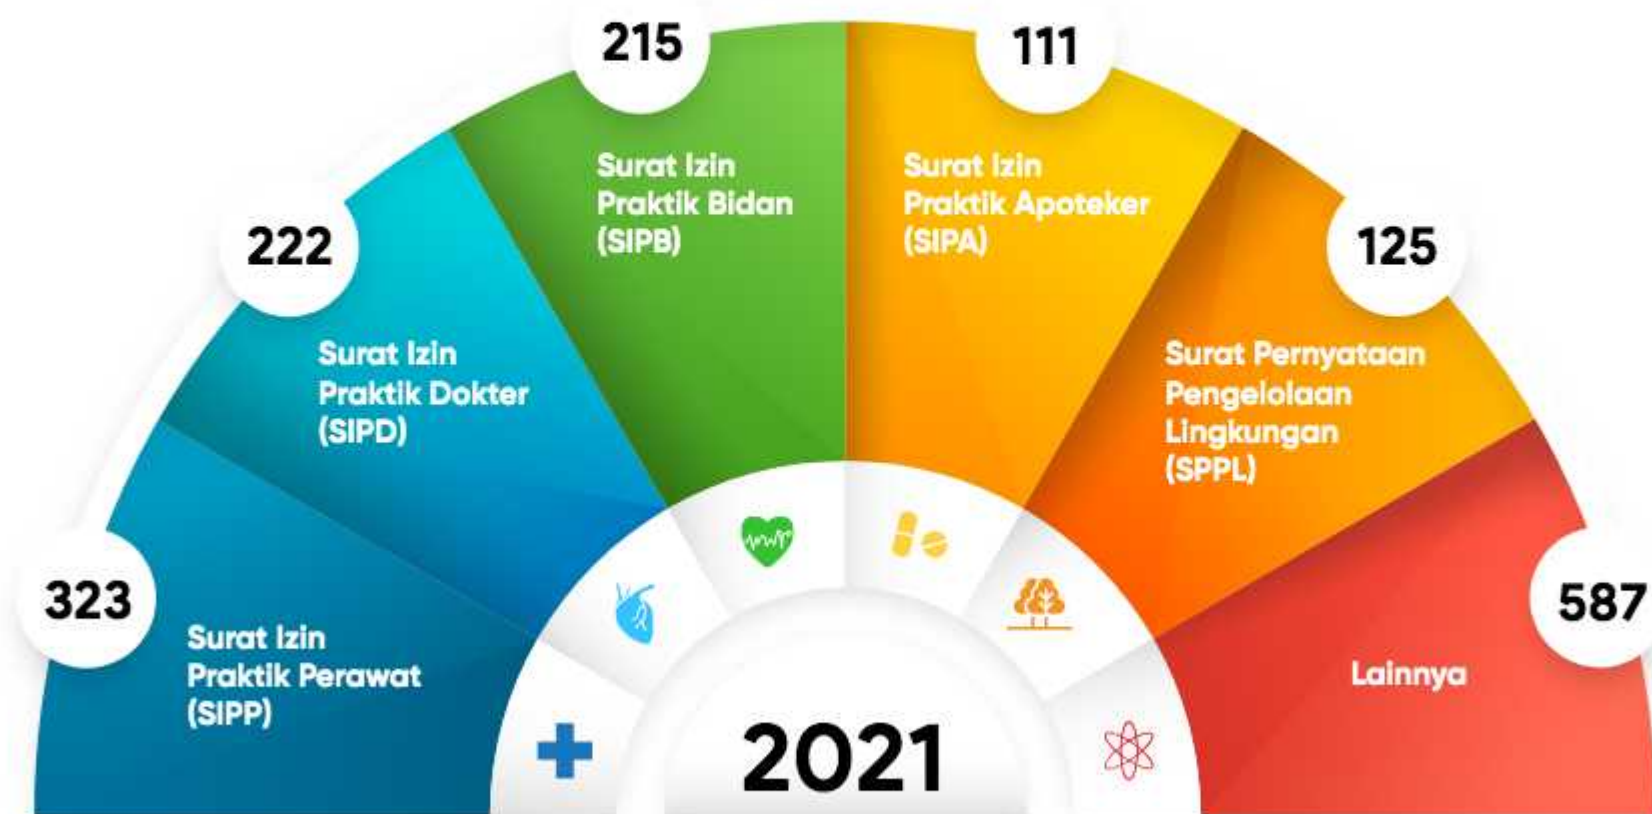 215
111
Surat Izin
Praktik Bidan
(SIPB)
Surat Izin
Praktik Apoteker
(SIPA)
222
125
Surat Izin
Praktik Dokter
(SIPD)
Surat Pernyataan
Pengelolaan
Lingkungan
(SPPL)
323
587
Surat Izin
Praktik Perawat
(SIPP)
Lainnya
2021